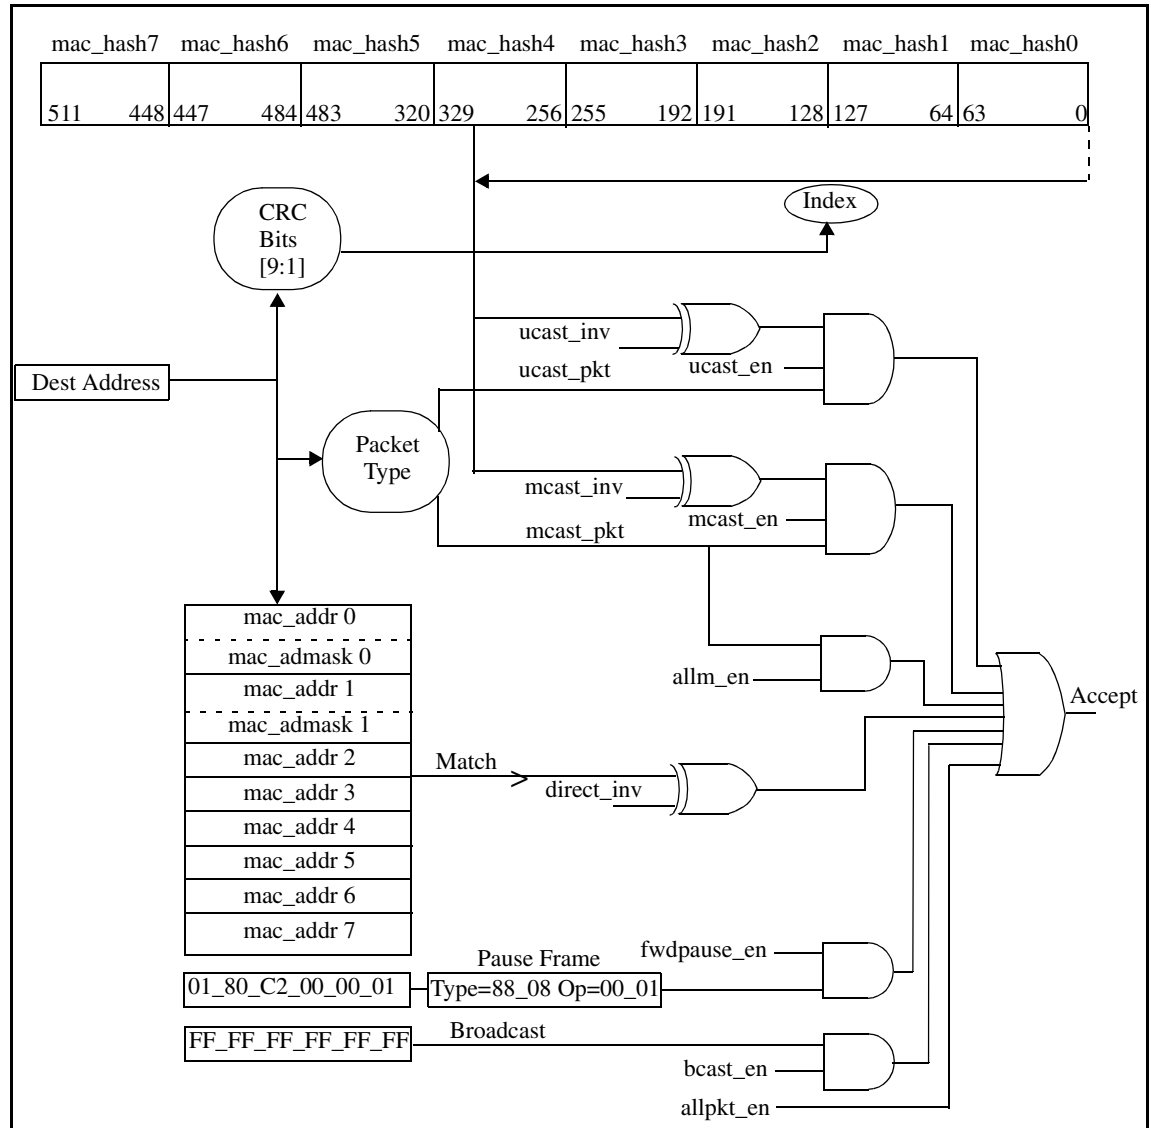 mac_hash7 mac_hash6 mac_hash5 mac_hash4 mac_hash3 mac_hash2 mac_hash1 mac_hash0
511 448 447 484 483 320 329 256 255 192 191 128 127 64 63 0
Index
CRC
Bits
[9:1]
ucast_inv
ucast_pkt
ucast_en
Dest Address
Packet
Type
mcast_inv
mcast_en
mcast_pkt
mac_addr 0
mac_admask 0
mac_addr 1
mac_admask 1
mac_addr 2
mac_addr 3
mac_addr 4
mac_addr 5
mac_addr 6
mac_addr 7
allm_en
Accept
Match
direct_inv
fwdpause_en
Pause Frame
01_80_C2_00_00_01
Type=88_08 Op=00_01
FF_FF_FF_FF_FF_FF
Broadcast
bcast_en
allpkt_en